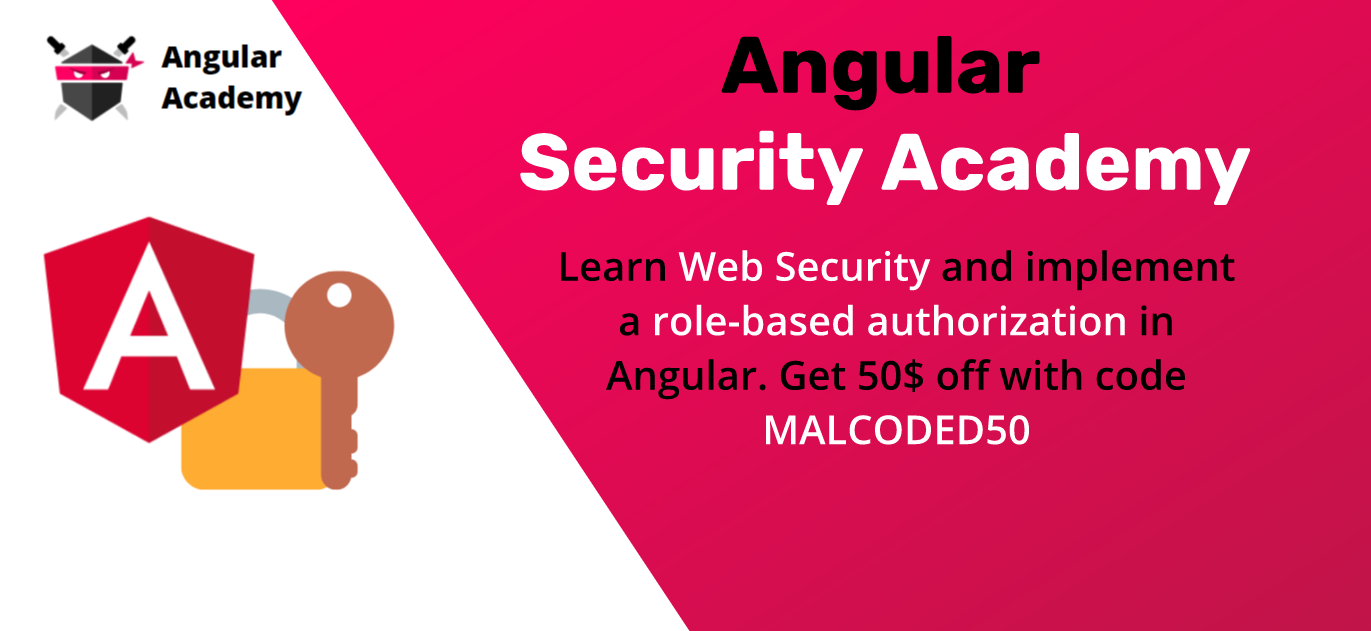 Angular
Academy
Angular
Security Academy
Learn Web Security and implement
a role-based authorization in
Angular. Get 50$ off with code
MALCODED50